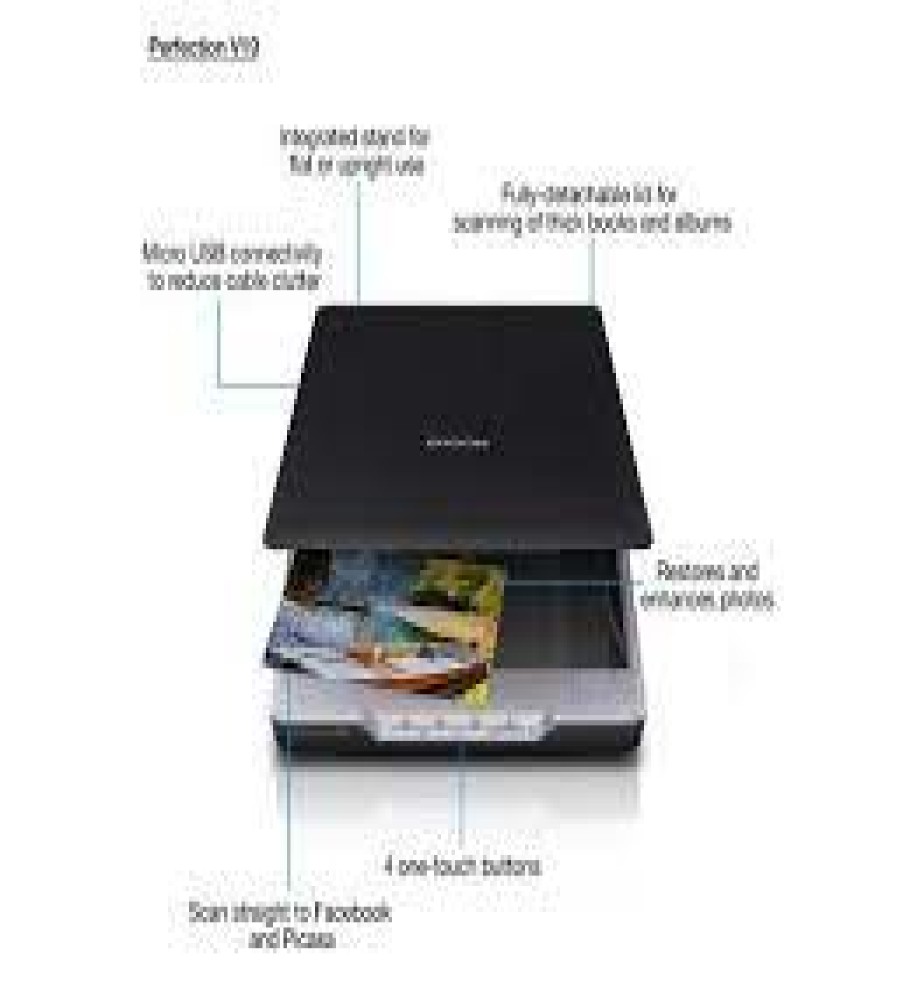 Perfection V19
Integrated stand for
flat or upright use
Fully-detachable lid for
scanning of thick books and albums
Micro USB connectivity
to reduce cable clutter
Restores and
enhances photos
4 one-touch buttons
Scan straight to Facebook
and Picasa